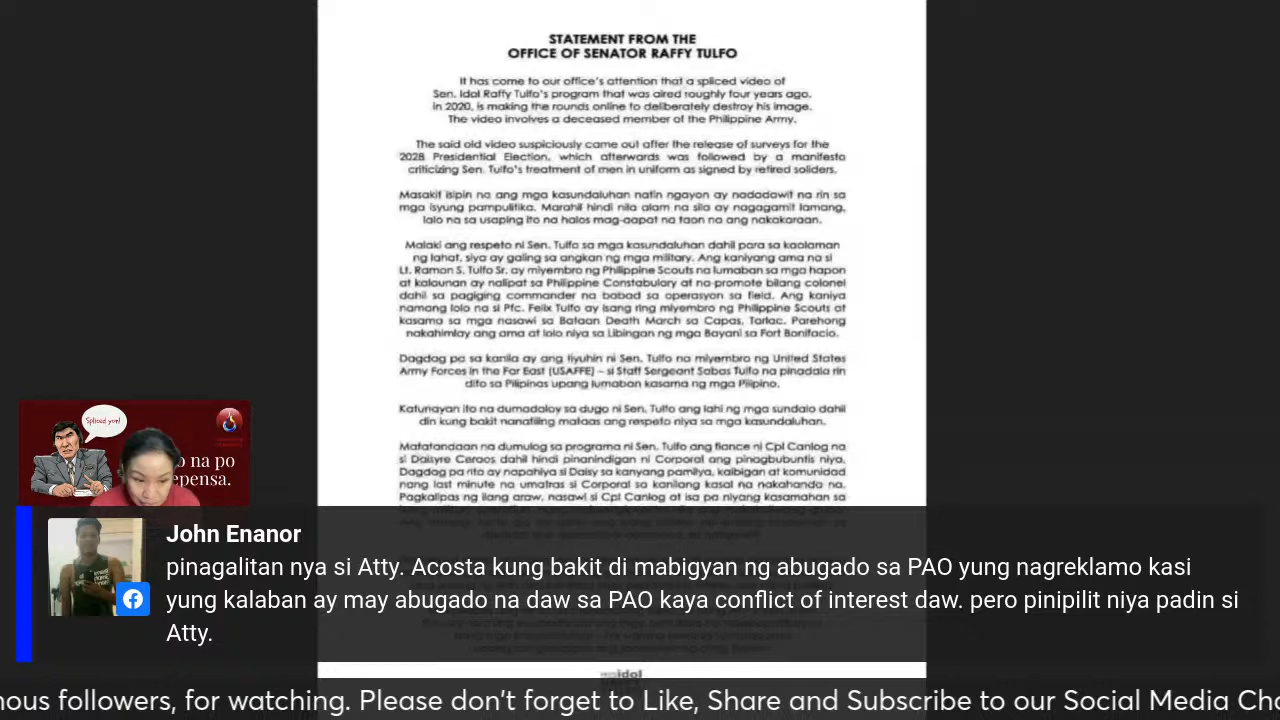 STATEMENT FROM THE
OFFICE OF SENATOR RAFFY TULFO
It has come to our office's attention that a spliced video of
Sen. Idol Raffy Tulfo's program that was aired roughly four years ago,
in 2020, is making the rounds online to deliberately destroy his image.
The video involves a deceased member of the Philippine Army.
The said old video suspiciously came out after the release of surveys for the
2028 Presidential Election, which afterwards was followed by a manifesto
criticizing Sen. Tulfo's treatment of men in uniform as signed by retired soliders.
Masakit isipin na ang mga kasundaluhan natin ngayon ay nadadawit na rin sa
mga isyung pampulitika. Marahil hindi nila alam na sila ay nagagamit lamang,
lalo na sa usaping ito na halos mag-aapat na taon na ang nakakaraan.
Malaki ang respeto ni Sen. Tulfo sa mga kasundaluhan dahil para sa kaalaman
ng lahat, siya ay galing sa angkan ng mga military. Ang kaniyang ama na si
Lt. Ramon S. Tulfo Sr. ay miyembro ng Philippine Scouts na lumaban sa mga hapon
at kalaunan ay nalipat sa Philippine Constabulary at na-promote bilang colonel
dahil sa pagiging commander na babad sa operasyon sa field. Ang kaniya
namang lolo na si Pfc. Felix Tulfo ay isang ring miyembro ng Philippine Scouts at
kasama sa mga nasawi sa Bataan Death March sa Capas, Tarlac. Parehong
nakahimlay ang ama at lolo niya sa Libingan ng mga Bayani sa Fort Bonifacio.
Dagdag pa sa kanila ay ang tiyuhin ni Sen. Tulfo na miyembro ng United States
Army Forces in the Far East (USAFFE) – si Staff Sergeant Sabas Tulfo na pinadala rin
dito sa Pilipinas upang lumaban kasama ng mga Pilipino.
Katunayan ito na dumadaloy sa dugo ni Sen. Tulfo ang lahi ng mga sundalo dahil
din kung bakit nanatiling mataas ang respeto niya sa mga kasundaluhan.
Matatandaan na dumulog sa programa ni Sen. Tulfo ang fiance ni Cpl Canlog na
si Daisyre Ceraos dahil hindi pinanindigan ni Corporal ang pinagbubuntis niya.
Dagdag pa rito ay napahiya si Daisy sa kanyang pamilya, kaibigan at komunidad
nang last minute na umatras si Corporal sa kanilang kasal na nakahanda na.
Pagkalipas ng ilang araw, nasawi si Cpl Canlog at isa pa niyang kasamahan sa
Spliced yarn!
o na po
epensa.
John Enanor
pinagalitan nya si Atty. Acosta kung bakit di mabigyan ng abugado sa PAO yung nagreklamo kasi
yung kalaban ay may abugado na daw sa PAO kaya conflict of interest daw. pero pinipilit niya padin si
Atty.
idol
nous followers, for watching. Please don't forget to Like, Share and Subscribe to our Social Media Cha